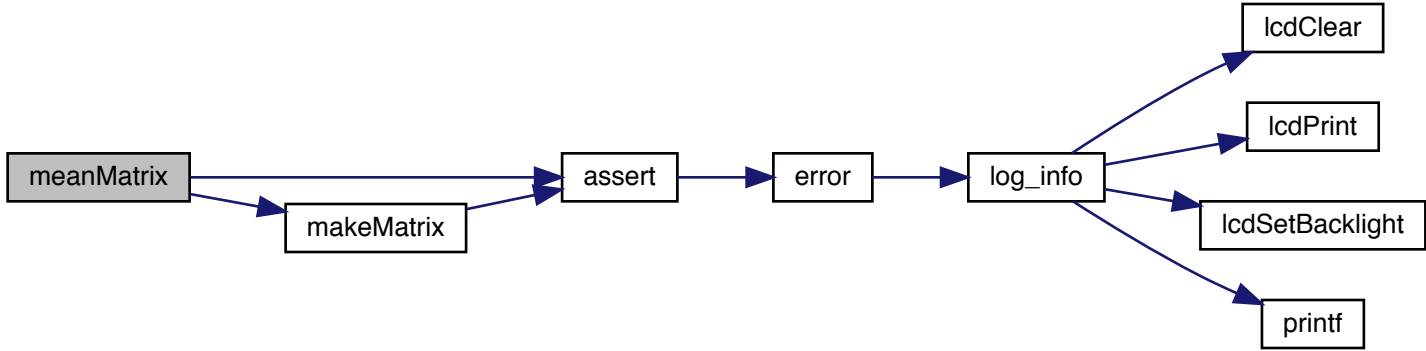 meanMatrix
makeMatrix
assert
error
log_info
lcdClear
lcdPrint
lcdSetBacklight
printf